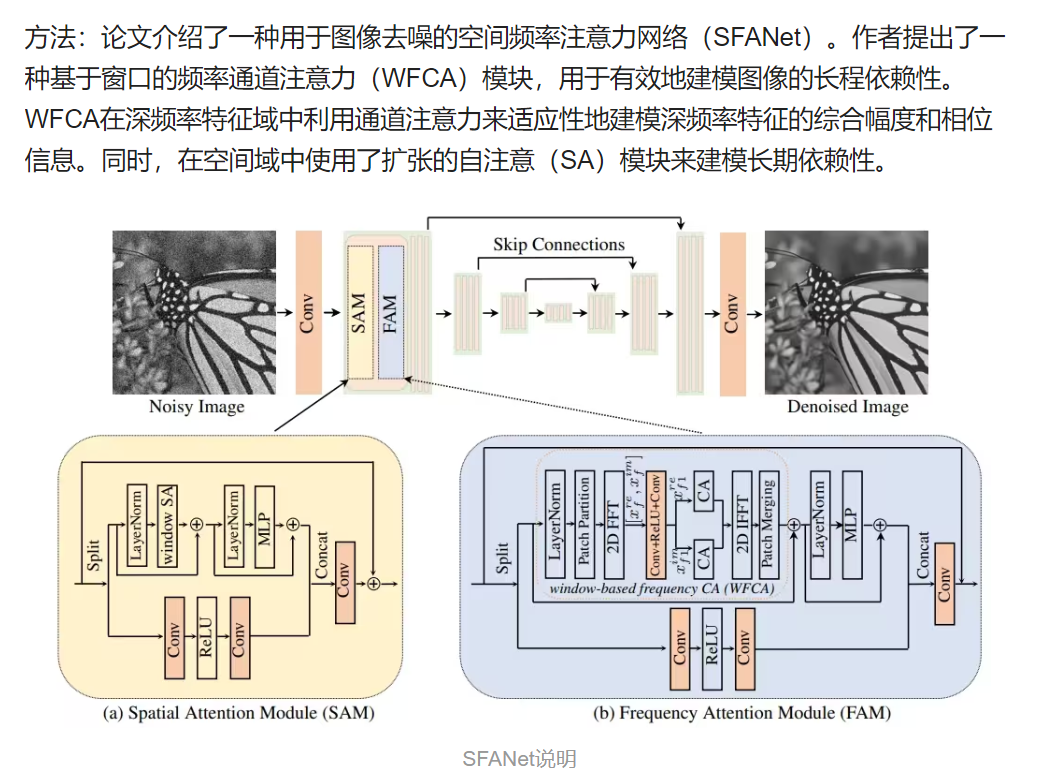 方法：论文介绍了一种用于图像去噪的空间频率注意力网络（SFANet）。作者提出了一
种基于窗口的频率通道注意力（WFCA）模块，用于有效地建模图像的长程依赖性。
WFCA在深频率特征域中利用通道注意力来适应性地建模深频率特征的综合幅度和相位
信息。同时，在空间域中使用了扩张的自注意（SA）模块来建模长期依赖性。
Skip Connections
Conv
SAM
FAM
Conv
Noisy Image
Denoised Image
Split
LayerNorm
window SA
LayerNorm
MLP
Concat
Conv
Conv
ReLU
Conv
(a) Spatial Attention Module (SAM)
Split
LayerNorm
Patch Partition
2D FFT
[x_f^re, x_f^im]
Conv+ReLU+Conv
x_f1^re
x_f1^im
CA
CA
2D IFFT
Patch Merging
window-based frequency CA (WFCA)
LayerNorm
MLP
Concat
Conv
Conv
ReLU
Conv
(b) Frequency Attention Module (FAM)
SFANet说明